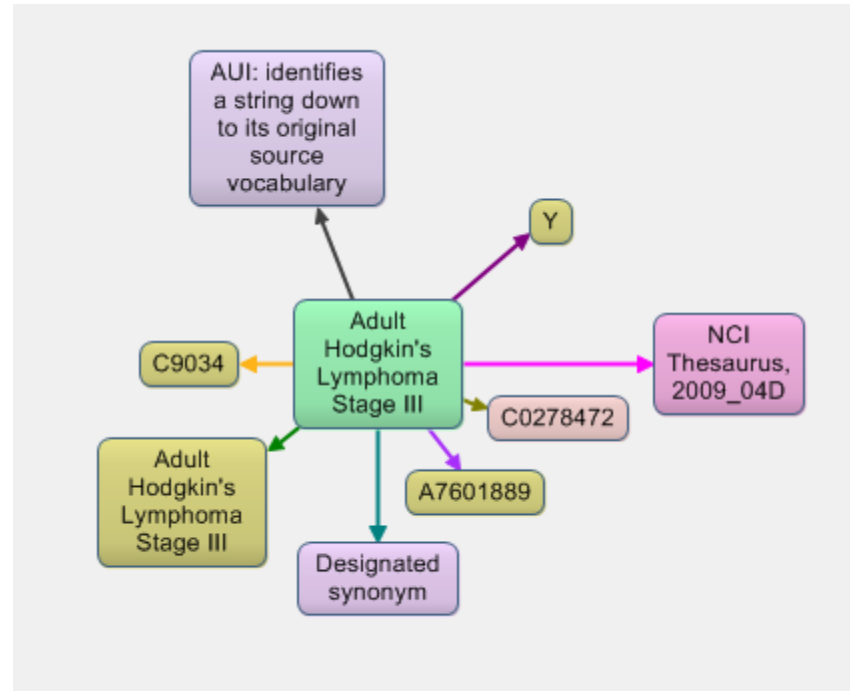 AUI: identifies
a string down
to its original
source
vocabulary
Y
Adult
Hodgkin's
Lymphoma
Stage III
NCI
Thesaurus,
2009_04D
C9034
C0278472
Adult
Hodgkin's
Lymphoma
Stage III
A7601889
Designated
synonym